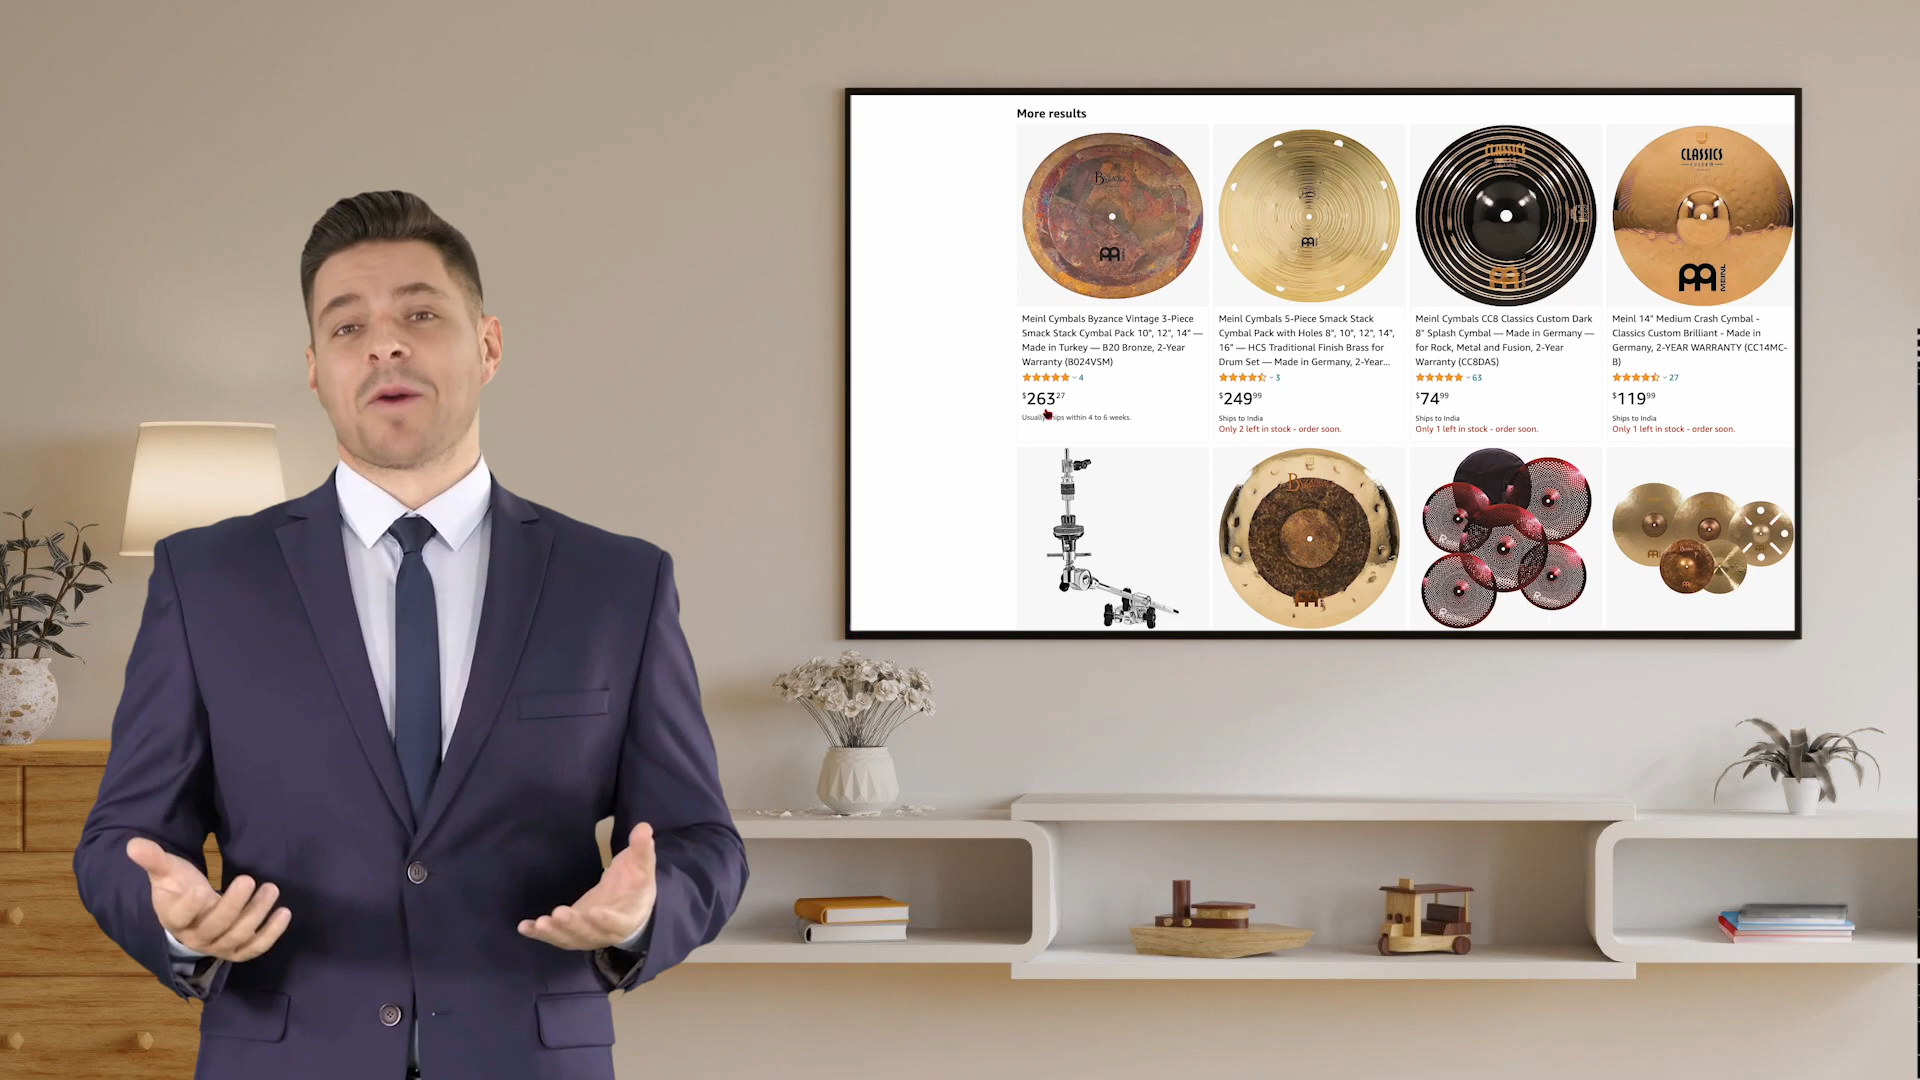 More results
Meinl Cymbals Byzance Vintage 3-Piece
Smack Stack Cymbal Pack 10", 12", 14" —
Made in Turkey — B20 Bronze, 2-Year
Warranty (B024VSM)
4
$263 27
Usually ships within 4 to 6 weeks.
Meinl Cymbals 5-Piece Smack Stack
Cymbal Pack with Holes 8", 10", 12", 14",
16" — HCS Traditional Finish Brass for
Drum Set — Made in Germany, 2-Year...
3
$249 99
Ships to India
Only 2 left in stock - order soon.
CLASSICS
Meinl Cymbals CC8 Classics Custom Dark
8" Splash Cymbal — Made in Germany —
for Rock, Metal and Fusion, 2-Year
Warranty (CC8DAS)
63
$74 99
Ships to India
Only 1 left in stock - order soon.
CLASSICS
CUSTOM
MEINL
Meinl 14" Medium Crash Cymbal -
Classics Custom Brilliant - Made in
Germany, 2-YEAR WARRANTY (CC14MC-
B)
27
$119 99
Ships to India
Only 1 left in stock - order soon.